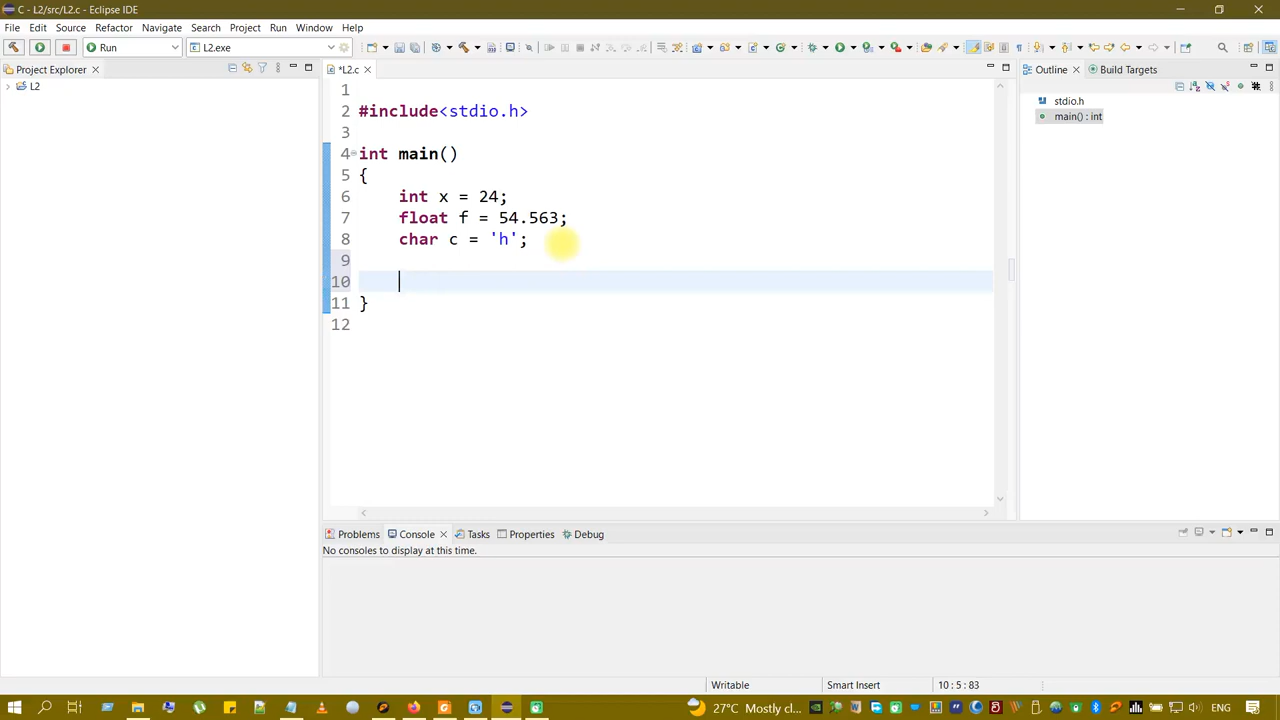 C - L2/src/L2.c - Eclipse IDE
File Edit Source Refactor Navigate Search Project Run Window Help
Run L2.exe
Project Explorer
L2
*L2.c
1
2 #include<stdio.h>
3
4 int main()
5 {
6 int x = 24;
7 float f = 54.563;
8 char c = 'h';
9
10
11 }
12
Outline Build Targets
stdio.h
main() : int
Problems Console Tasks Properties Debug
No consoles to display at this time.
Writable Smart Insert 10 : 5 : 83
27°C Mostly cl... ENG